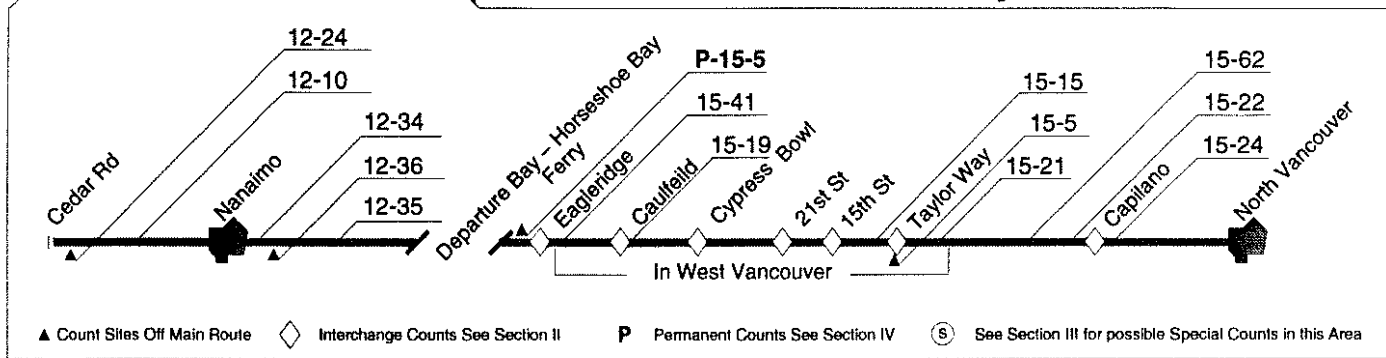 12-24
12-10
12-34
12-36
12-35
Cedar Rd
Nanaimo
Departure Bay – Horseshoe Bay
Ferry
P-15-5
15-41
15-19
Eagleridge
Caulfeild
Cypress Bowl
21st St
15th St
Taylor Way
15-15
15-5
15-21
15-62
15-22
15-24
Capilano
North Vancouver
In West Vancouver
▲ Count Sites Off Main Route
Interchange Counts See Section II
P Permanent Counts See Section IV
S See Section III for possible Special Counts in this Area